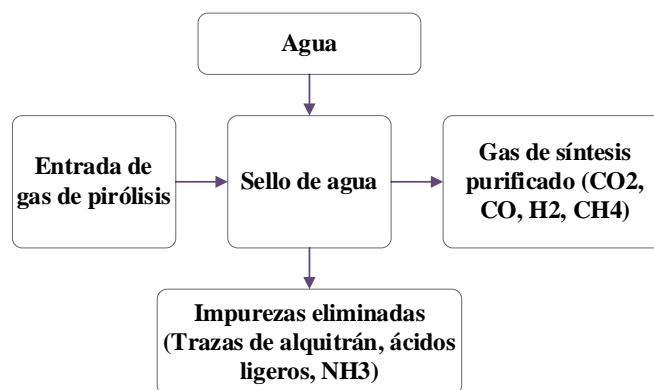 Agua
Entrada de
gas de pirólisis
Sello de agua
Gas de síntesis
purificado (CO2,
CO, H2, CH4)
Impurezas eliminadas
(Trazas de alquitrán, ácidos
ligeros, NH3)